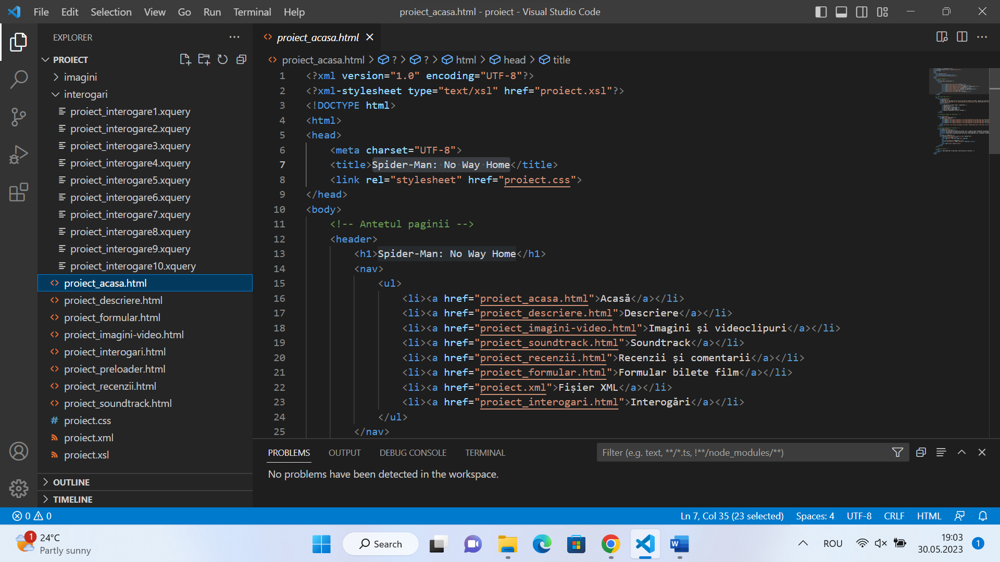 File Edit Selection View Go Run Terminal Help
proiect_acasa.html - proiect - Visual Studio Code
EXPLORER
PROIECT
imagini
interogari
proiect_interogare1.xquery
proiect_interogare2.xquery
proiect_interogare3.xquery
proiect_interogare4.xquery
proiect_interogare5.xquery
proiect_interogare6.xquery
proiect_interogare7.xquery
proiect_interogare8.xquery
proiect_interogare9.xquery
proiect_interogare10.xquery
proiect_acasa.html
proiect_descriere.html
proiect_formular.html
proiect_imagini-video.html
proiect_interogari.html
proiect_preloader.html
proiect_recenzii.html
proiect_soundtrack.html
# proiect.css
proiect.xml
proiect.xsl
OUTLINE
TIMELINE
proiect_acasa.html
proiect_acasa.html > ? > ? > html > head > title
1 <?xml version="1.0" encoding="UTF-8"?>
2 <?xml-stylesheet type="text/xsl" href="proiect.xsl"?>
3 <!DOCTYPE html>
4 <html>
5 <head>
6 <meta charset="UTF-8">
7 <title>Spider-Man: No Way Home</title>
8 <link rel="stylesheet" href="proiect.css">
9 </head>
10 <body>
11 <!-- Antetul paginii -->
12 <header>
13 <h1>Spider-Man: No Way Home</h1>
14 <nav>
15 <ul>
16 <li><a href="proiect_acasa.html">Acasă</a></li>
17 <li><a href="proiect_descriere.html">Descriere</a></li>
18 <li><a href="proiect_imagini-video.html">Imagini și videoclipuri</a></li>
19 <li><a href="proiect_soundtrack.html">Soundtrack</a></li>
20 <li><a href="proiect_recenzii.html">Recenzii și comentarii</a></li>
21 <li><a href="proiect_formular.html">Formular bilete film</a></li>
22 <li><a href="proiect.xml">Fișier XML</a></li>
23 <li><a href="proiect_interogari.html">Interogări</a></li>
24 </ul>
25 </nav>
PROBLEMS OUTPUT DEBUG CONSOLE TERMINAL
Filter (e.g. text, **/*.ts, !**/node_modules/**)
No problems have been detected in the workspace.
0 0
Ln 7, Col 35 (23 selected) Spaces: 4 UTF-8 CRLF HTML
1
24°C
Partly sunny
Search
ROU
19:03
30.05.2023
1